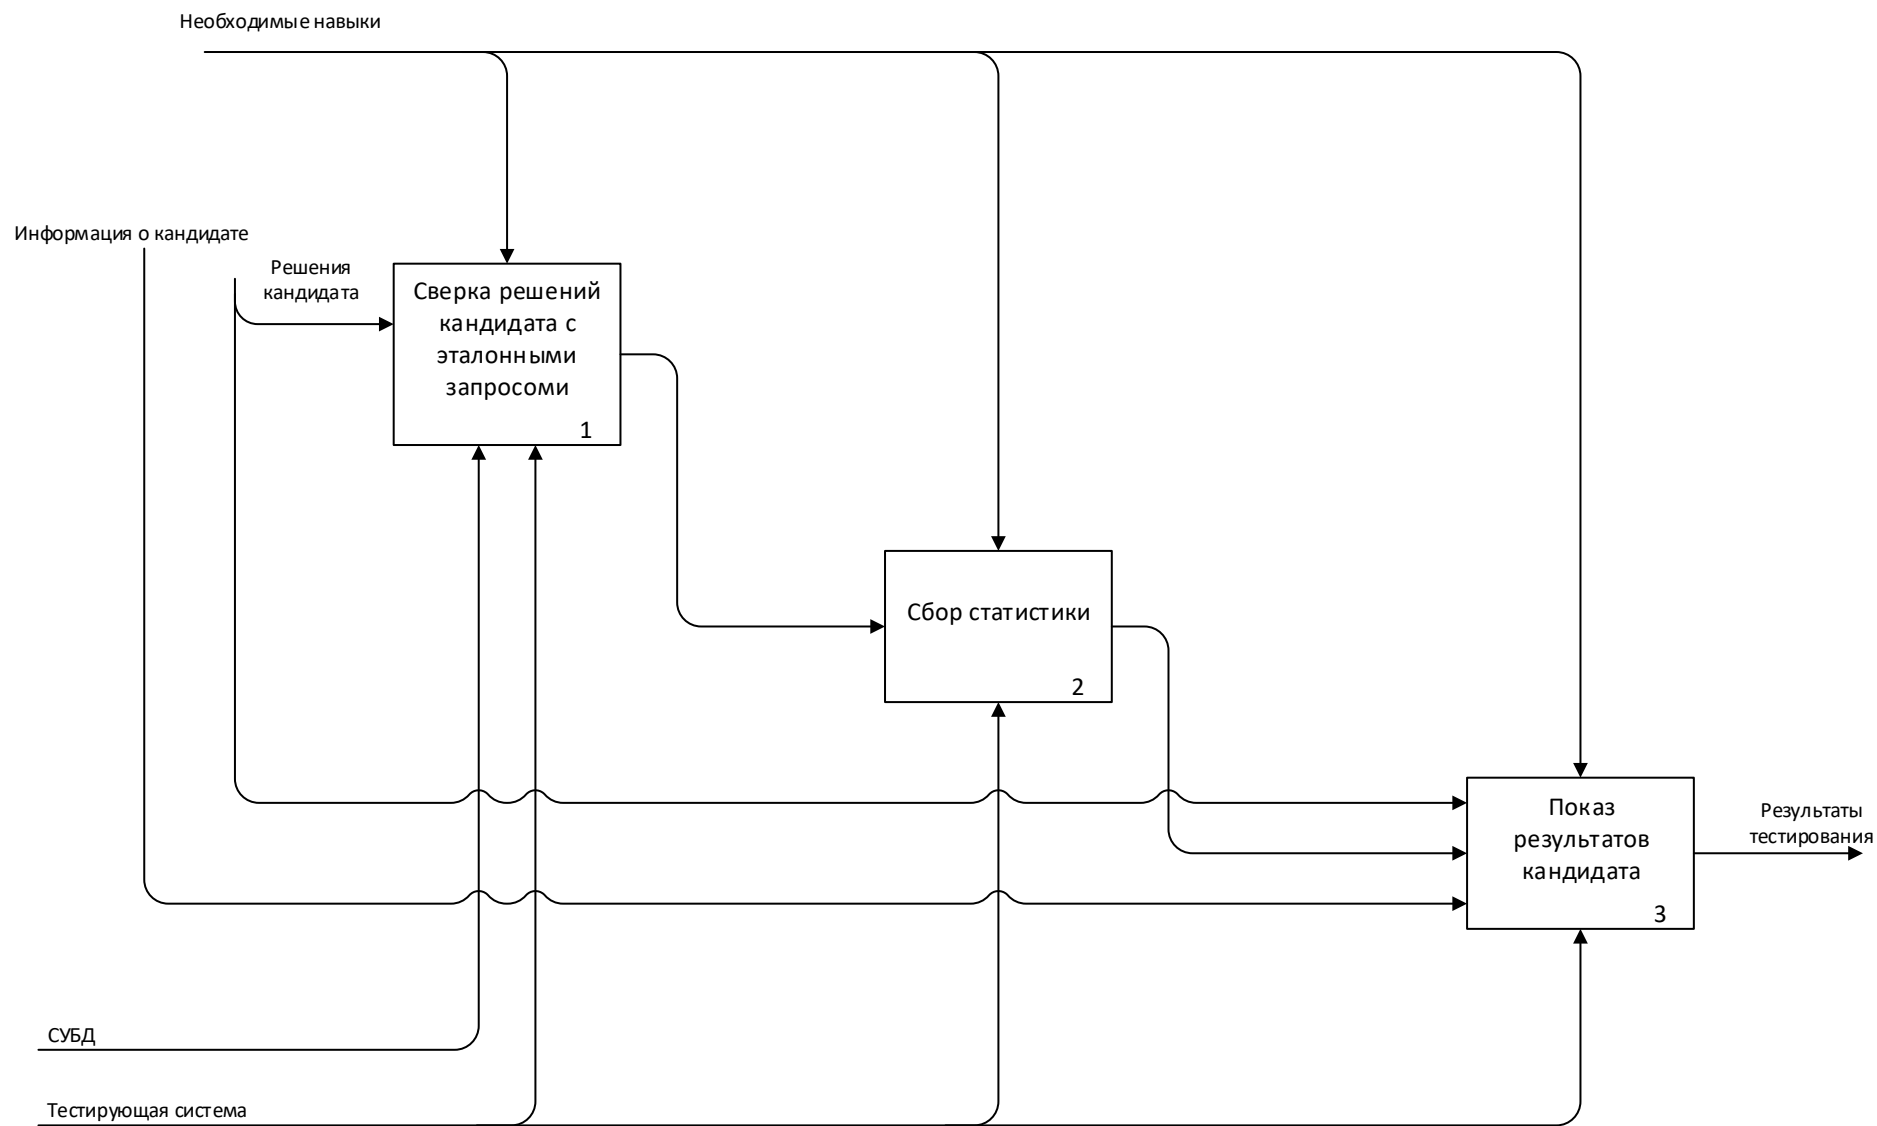 Необходимые навыки
Информация о кандидате
Решения
кандидата
Сверка решений
кандидата с
эталонными
запросоми
1
Сбор статистики
2
Показ
результатов
кандидата
3
Результаты
тестирования
СУБД
Тестирующая система